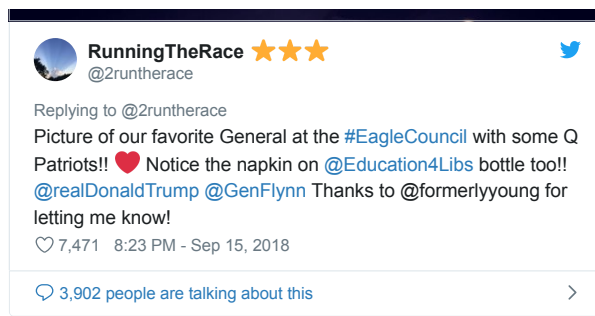 RunningTheRace ⭐⭐⭐
@2runtherace
Replying to @2runtherace
Picture of our favorite General at the #EagleCouncil with some Q
Patriots!! ❤️ Notice the napkin on @Education4Libs bottle too!!
@realDonaldTrump @GenFlynn Thanks to @formerlyyoung for
letting me know!
7,471 8:23 PM - Sep 15, 2018
3,902 people are talking about this